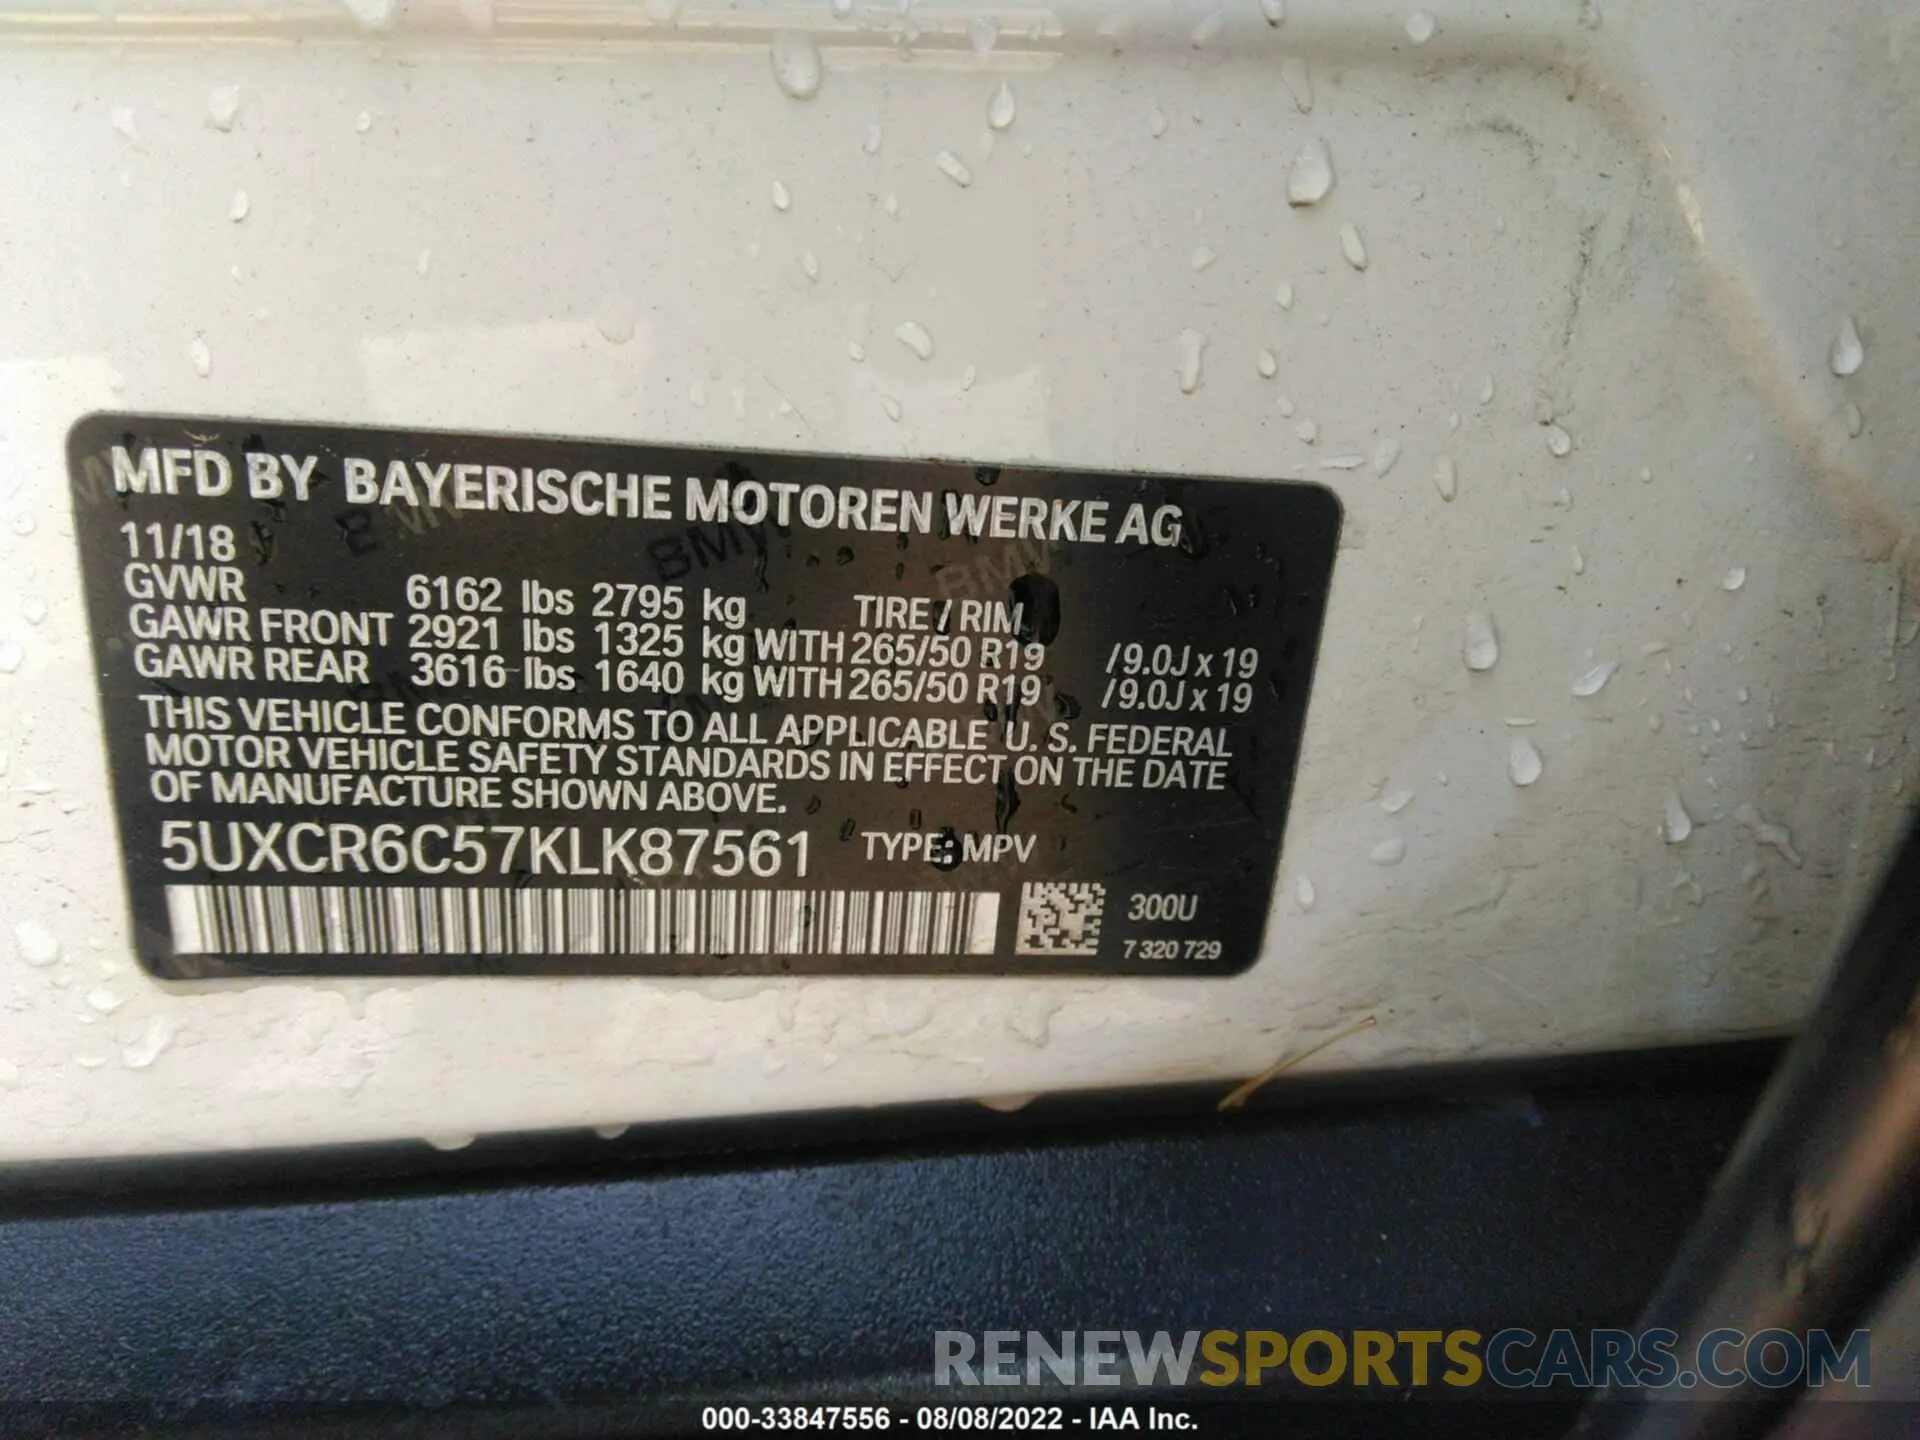 MFD BY BAYERISCHE MOTOREN WERKE AG
11/18
GVWR 6162 lbs 2795 kg TIRE / RIM
GAWR FRONT 2921 lbs 1325 kg WITH 265/50 R19 /9.0J x 19
GAWR REAR 3616 lbs 1640 kg WITH 265/50 R19 /9.0J x 19
THIS VEHICLE CONFORMS TO ALL APPLICABLE U. S. FEDERAL
MOTOR VEHICLE SAFETY STANDARDS IN EFFECT ON THE DATE
OF MANUFACTURE SHOWN ABOVE.
5UXCR6C57KLK87561 TYPE: MPV
300U
7 320 729
RENEWSPORTSCARS.COM
000-33847556 - 08/08/2022 - IAA Inc.